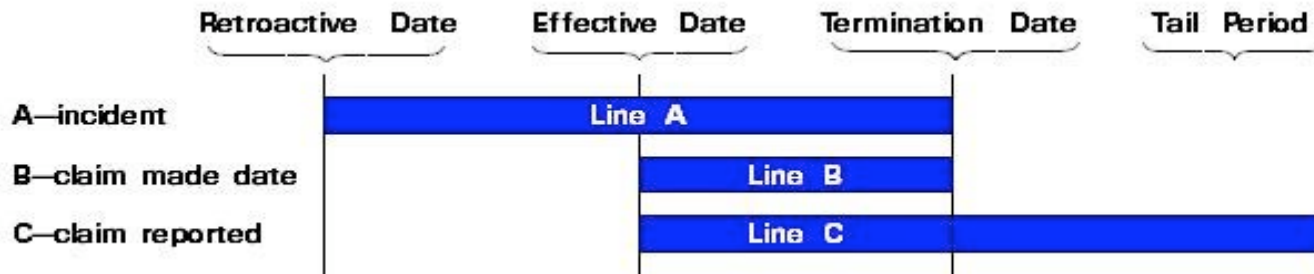 Retroactive Date Effective Date Termination Date Tail Period
A—incident Line A
B—claim made date Line B
C—claim reported Line C